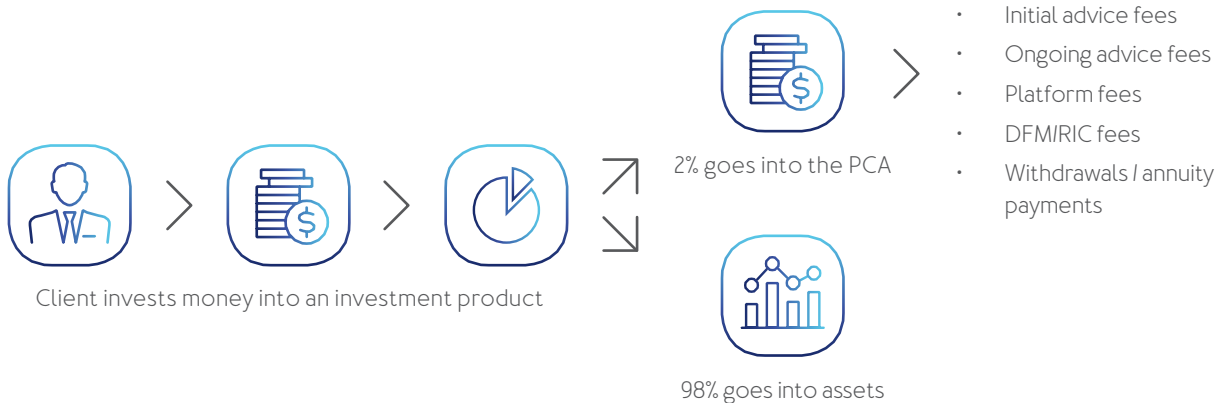 Client invests money into an investment product
2% goes into the PCA
• Initial advice fees
• Ongoing advice fees
• Platform fees
• DFM/RIC fees
• Withdrawals / annuity
payments
98% goes into assets